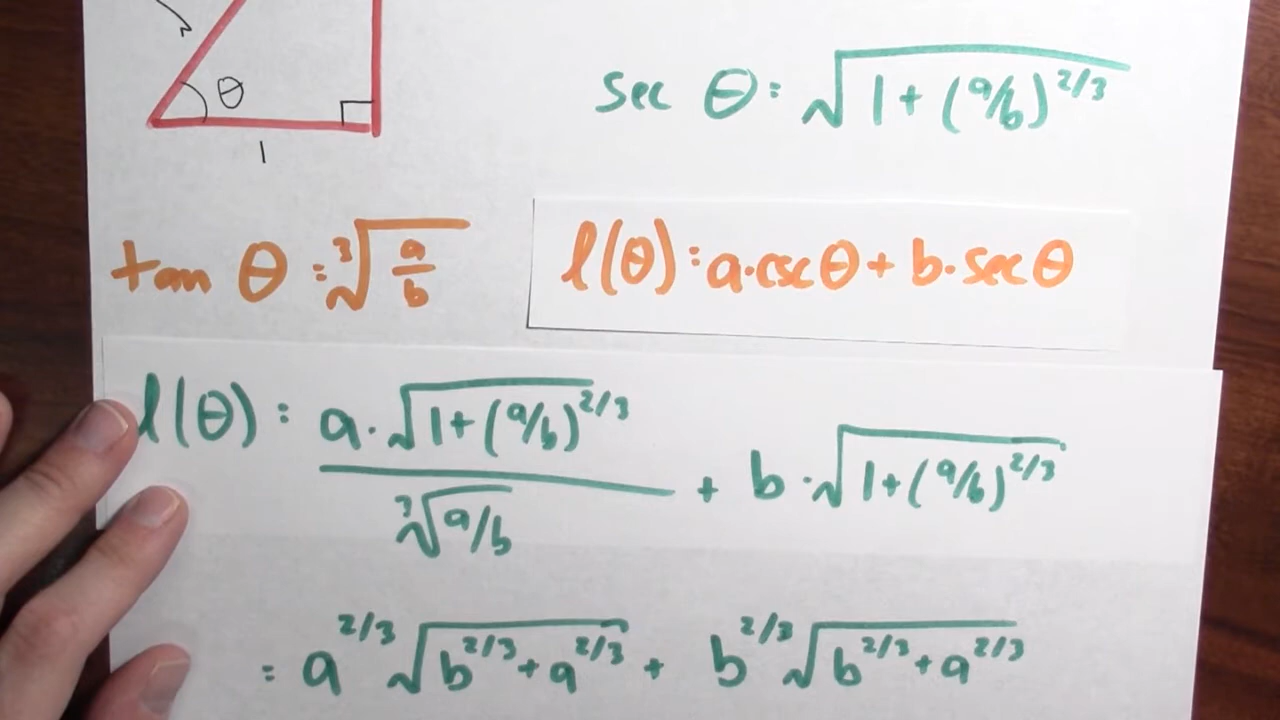 θ
1
sec θ = √(1 + (a/b)^(2/3))
tan θ = ∛(a/b)
l(θ) = a·csc θ + b·sec θ
l(θ) = (a·√(1 + (a/b)^(2/3))) / (∛(a/b)) + b·√(1 + (a/b)^(2/3))
= a^(2/3) √(b^(2/3) + a^(2/3)) + b^(2/3) √(b^(2/3) + a^(2/3))